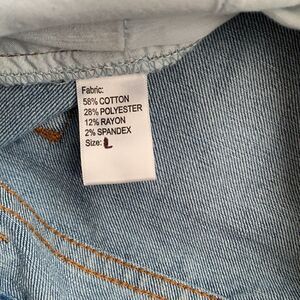 Fabric:
58% COTTON
28% POLYESTER
12% RAYON
2% SPANDEX
Size: L